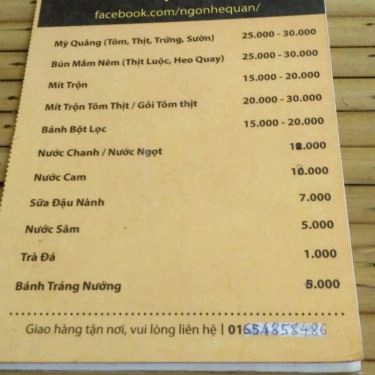 facebook.com/ngonhequan/
Mỳ Quảng (Tôm, Thịt, Trứng, Sườn) 25.000 - 30.000
Bún Mắm Nêm (Thịt Luộc, Heo Quay) 25.000 - 30.000
Mít Trộn 15.000 - 20.000
Mít Trộn Tôm Thịt / Gỏi Tôm thịt 20.000 - 30.000
Bánh Bột Lọc 15.000 - 20.000
Nước Chanh / Nước Ngọt
Nước Cam
Sữa Đậu Nành 7.000
Nước Sâm 5.000
Trà Đá 1.000
Bánh Tráng Nướng
Giao hàng tận nơi, vui lòng liên hệ | 01654858486